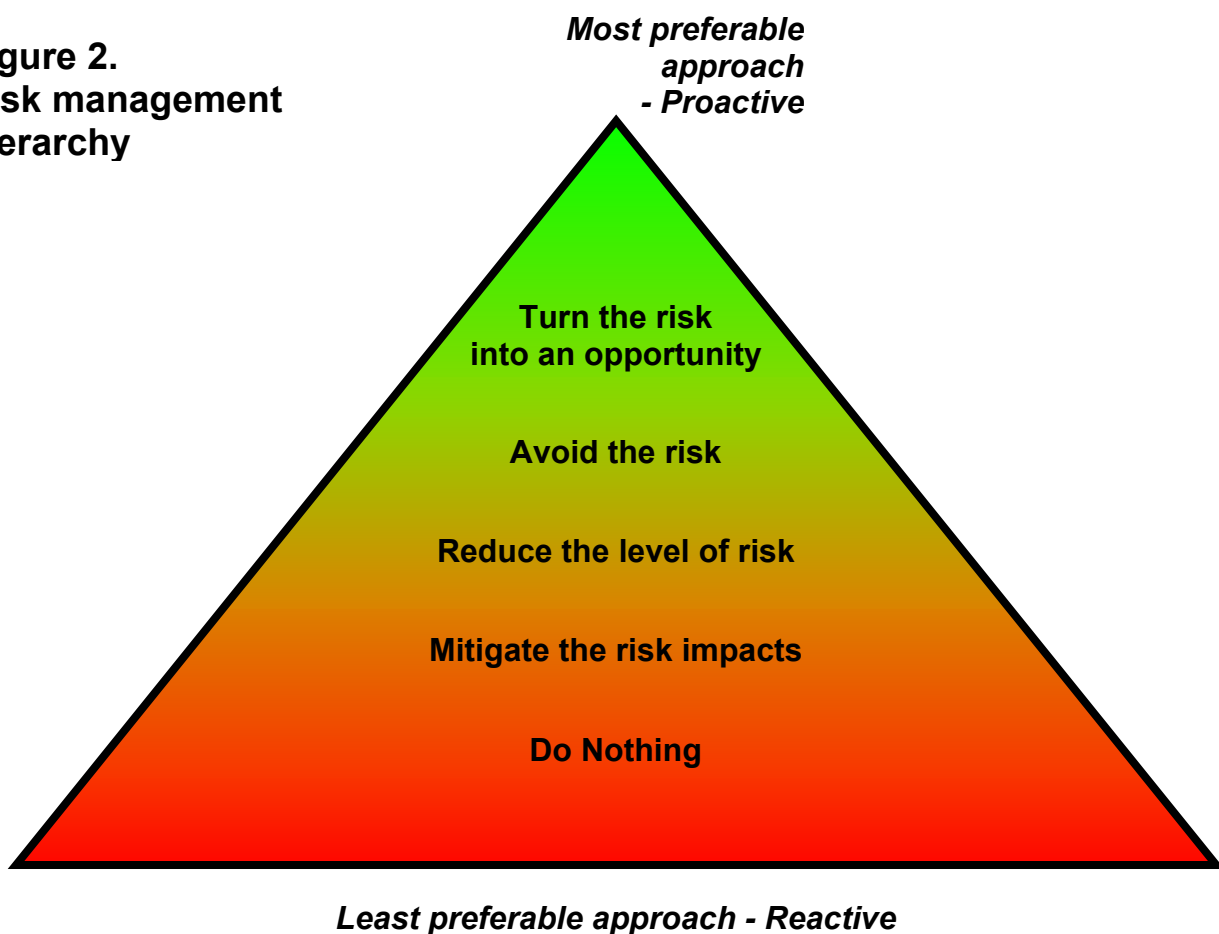 gure 2.
sk management
erarchy
Most preferable
approach
- Proactive
Turn the risk
into an opportunity
Avoid the risk
Reduce the level of risk
Mitigate the risk impacts
Do Nothing
Least preferable approach - Reactive